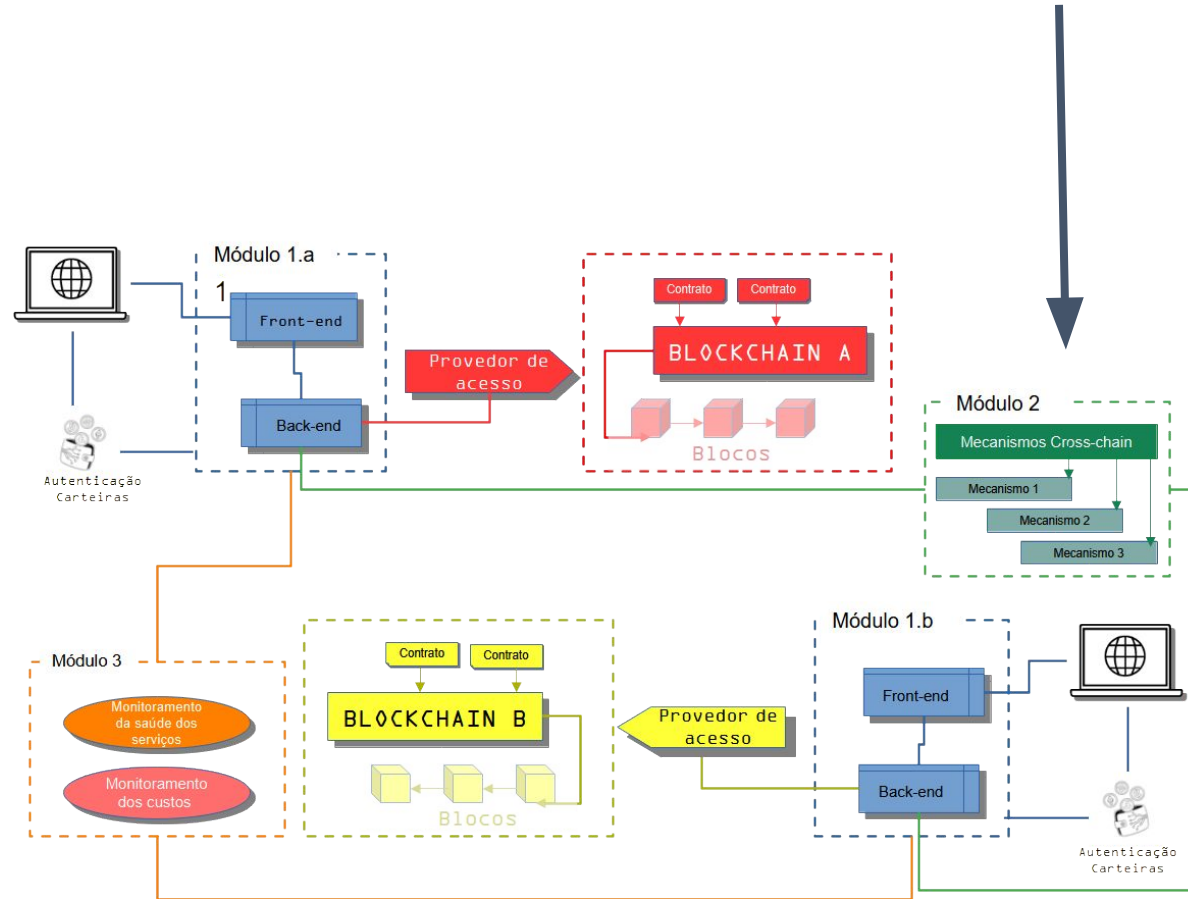 Módulo 1.a
1
Front-end
Back-end
Autenticação
Carteiras
Provedor de
acesso
Contrato
Contrato
BLOCKCHAIN A
Blocos
Módulo 2
Mecanismos Cross-chain
Mecanismo 1
Mecanismo 2
Mecanismo 3
Módulo 3
Monitoramento
da saúde dos
serviços
Monitoramento
dos custos
Contrato
Contrato
BLOCKCHAIN B
Blocos
Provedor de
acesso
Módulo 1.b
Front-end
Back-end
Autenticação
Carteiras